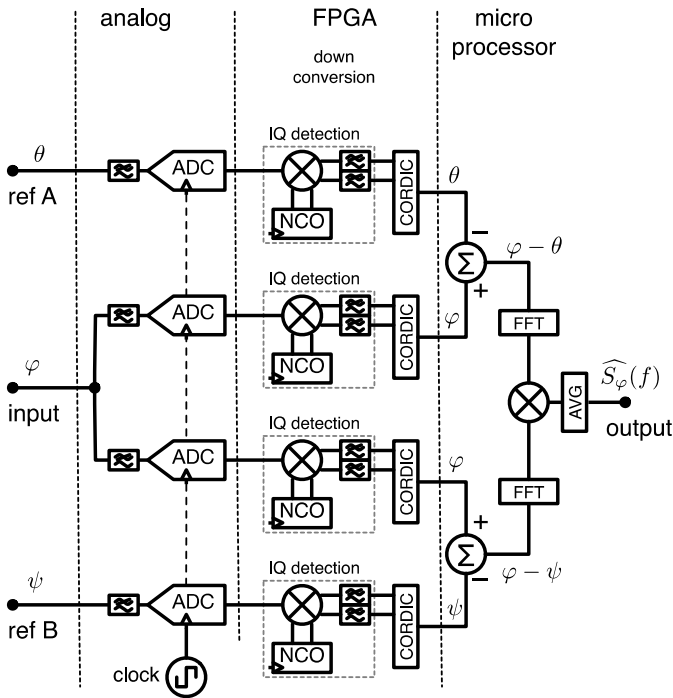 analog
FPGA
micro
processor
down
conversion
IQ detection
θ
ref A
ADC
NCO
CORDIC
θ
−
Σ
+
φ − θ
IQ detection
ADC
NCO
CORDIC
φ
FFT
φ
input
AVG
Ŝφ(f)
output
IQ detection
ADC
NCO
CORDIC
φ
FFT
+
Σ
−
φ − ψ
IQ detection
ψ
ref B
ADC
NCO
CORDIC
ψ
clock